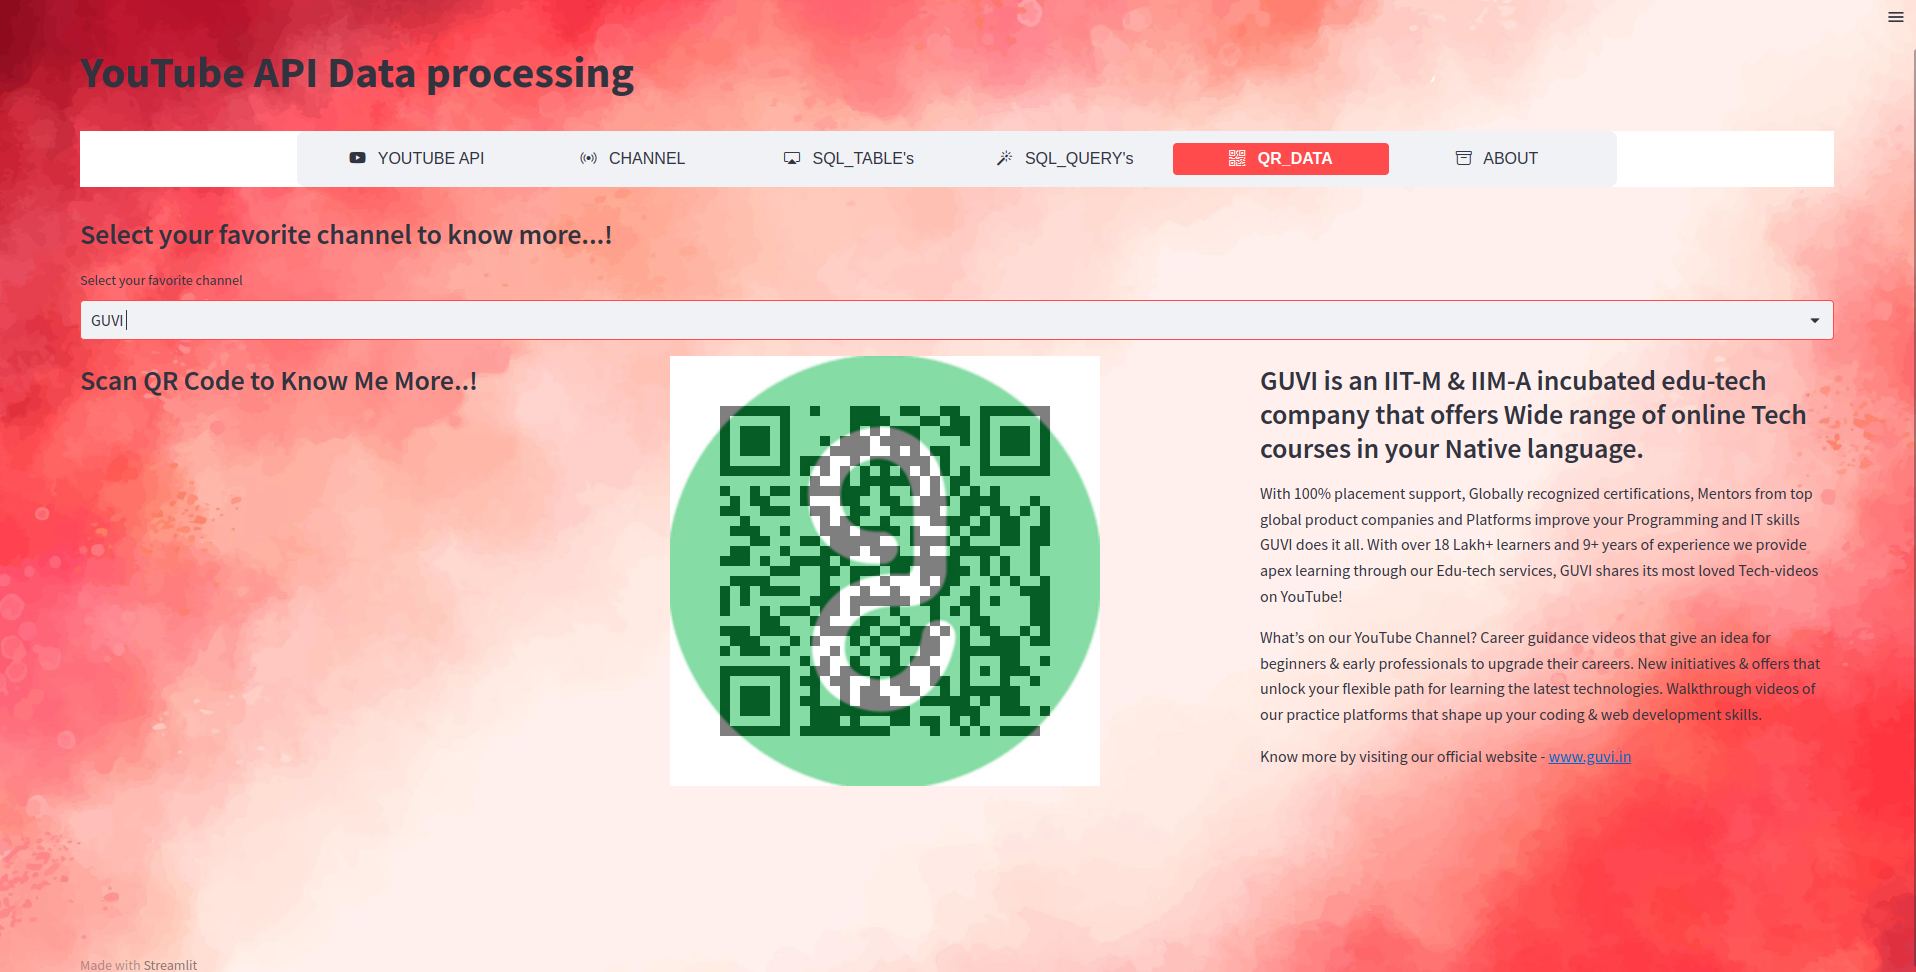 YouTube API Data processing
YOUTUBE API
CHANNEL
SQL_TABLE's
SQL_QUERY's
QR_DATA
ABOUT
Select your favorite channel to know more...!
Select your favorite channel
GUVI
Scan QR Code to Know Me More..!
GUVI is an IIT-M & IIM-A incubated edu-tech
company that offers Wide range of online Tech
courses in your Native language.
With 100% placement support, Globally recognized certifications, Mentors from top
global product companies and Platforms improve your Programming and IT skills
GUVI does it all. With over 18 Lakh+ learners and 9+ years of experience we provide
apex learning through our Edu-tech services, GUVI shares its most loved Tech-videos
on YouTube!
What’s on our YouTube Channel? Career guidance videos that give an idea for
beginners & early professionals to upgrade their careers. New initiatives & offers that
unlock your flexible path for learning the latest technologies. Walkthrough videos of
our practice platforms that shape up your coding & web development skills.
Know more by visiting our official website - www.guvi.in
Made with Streamlit